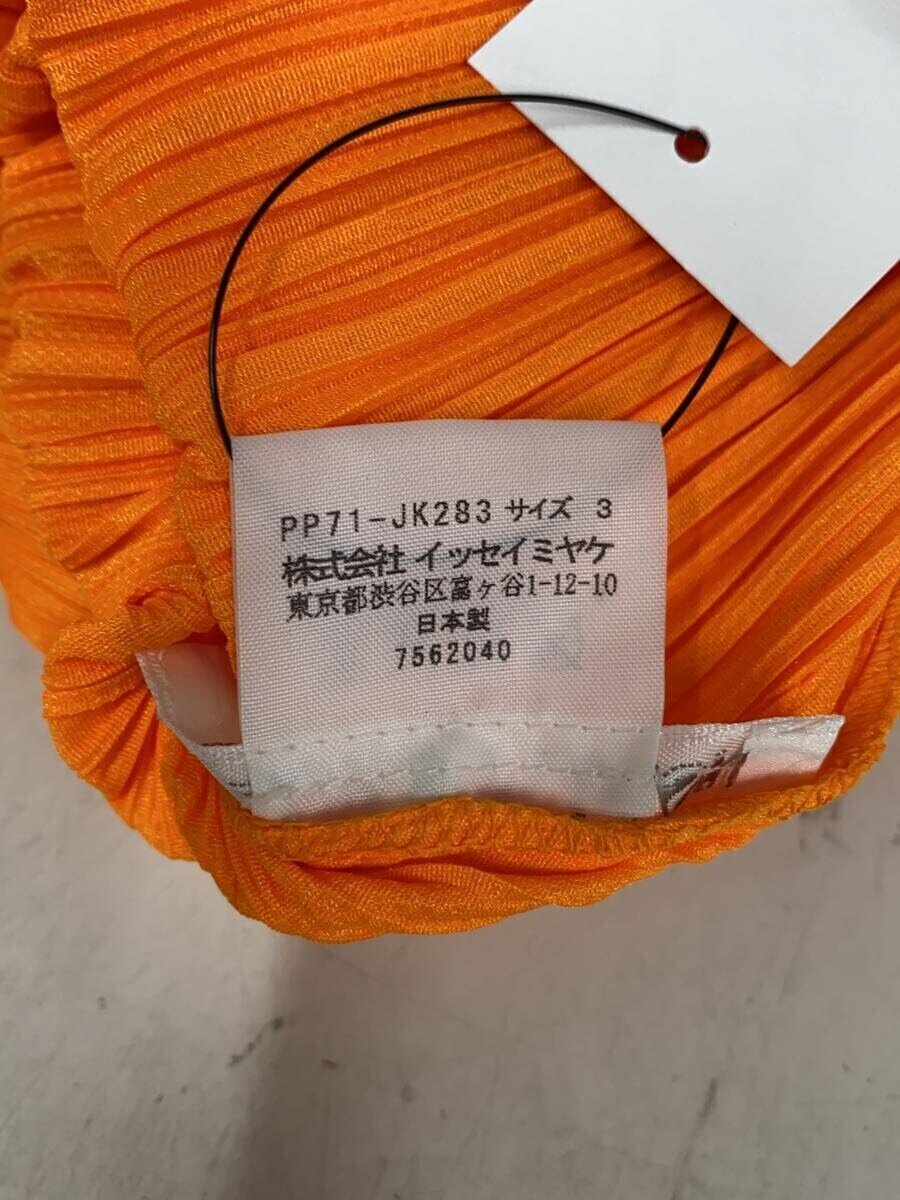 PP71-JK283 サイズ 3
株式会社 イッセイミヤケ
東京都渋谷区富ヶ谷1-12-10
日本製
7562040